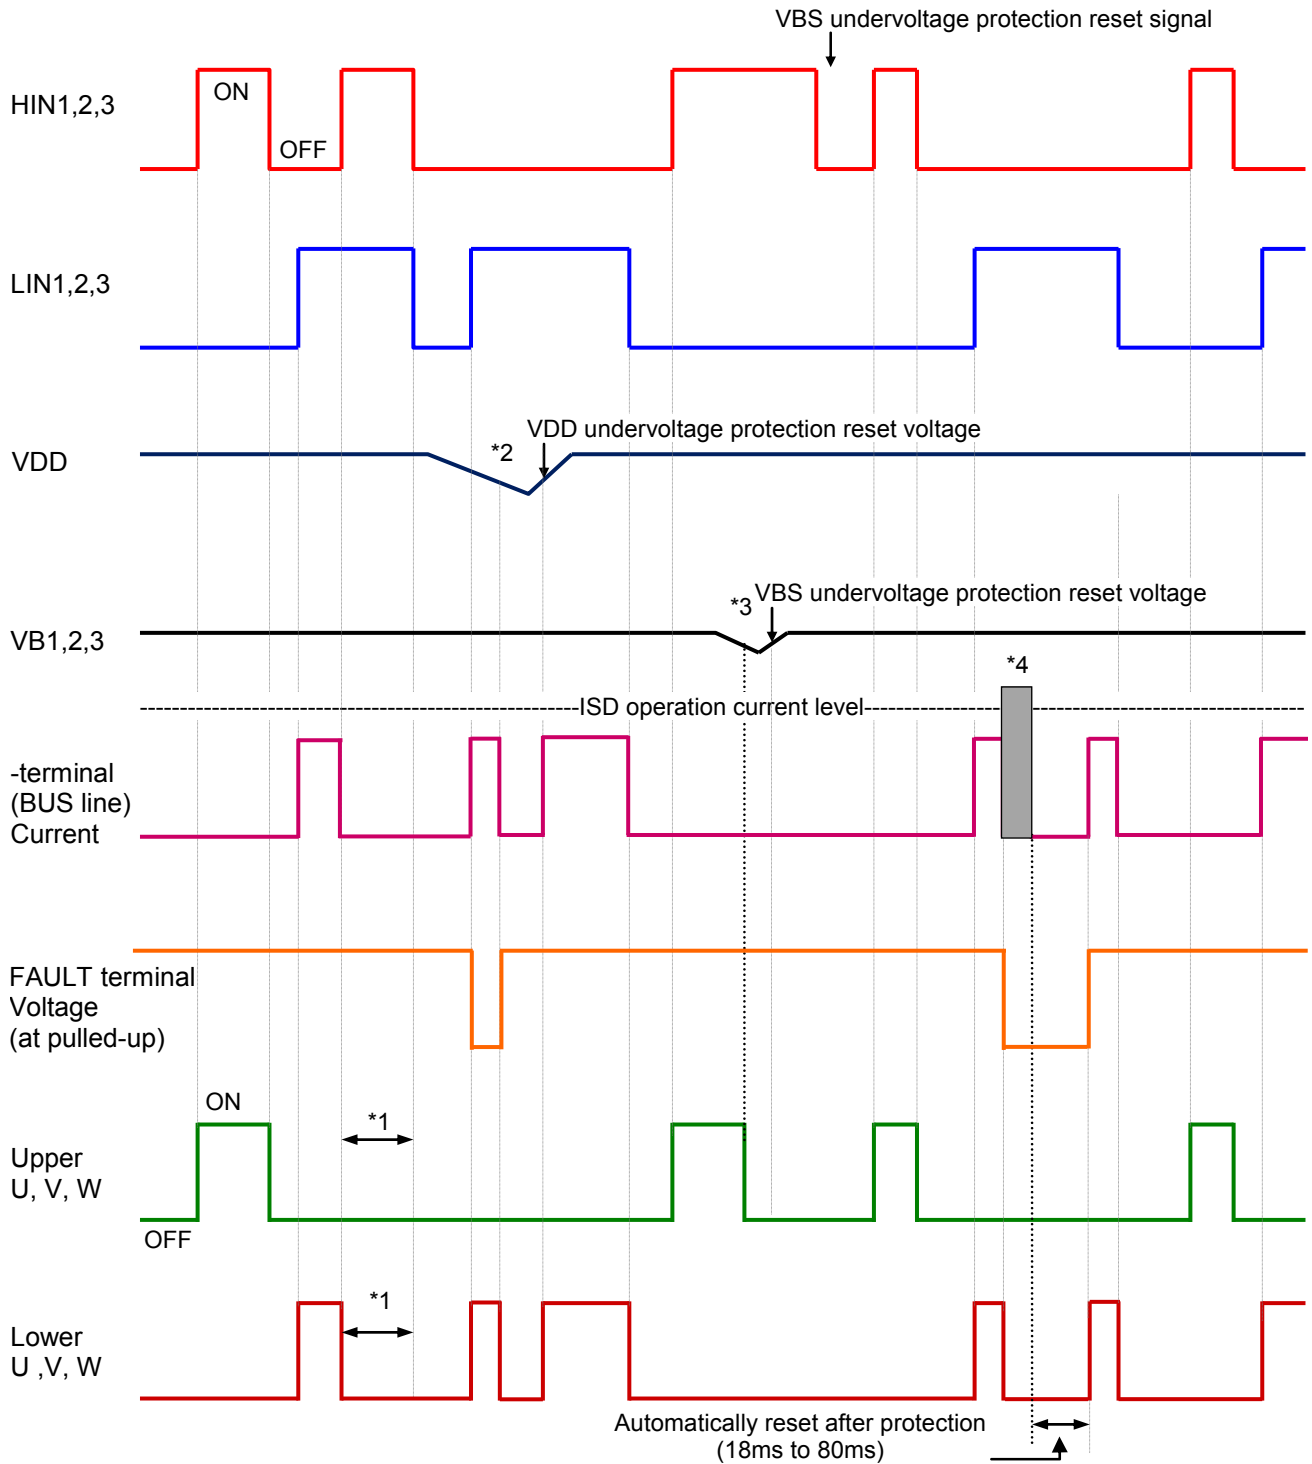 VBS undervoltage protection reset signal
HIN1,2,3
ON
OFF
LIN1,2,3
VDD undervoltage protection reset voltage
*2
VDD
VBS undervoltage protection reset voltage
*3
VB1,2,3
*4
ISD operation current level
-terminal
(BUS line)
Current
FAULT terminal
Voltage
(at pulled-up)
ON
*1
Upper
U, V, W
OFF
*1
Lower
U ,V, W
Automatically reset after protection
(18ms to 80ms)